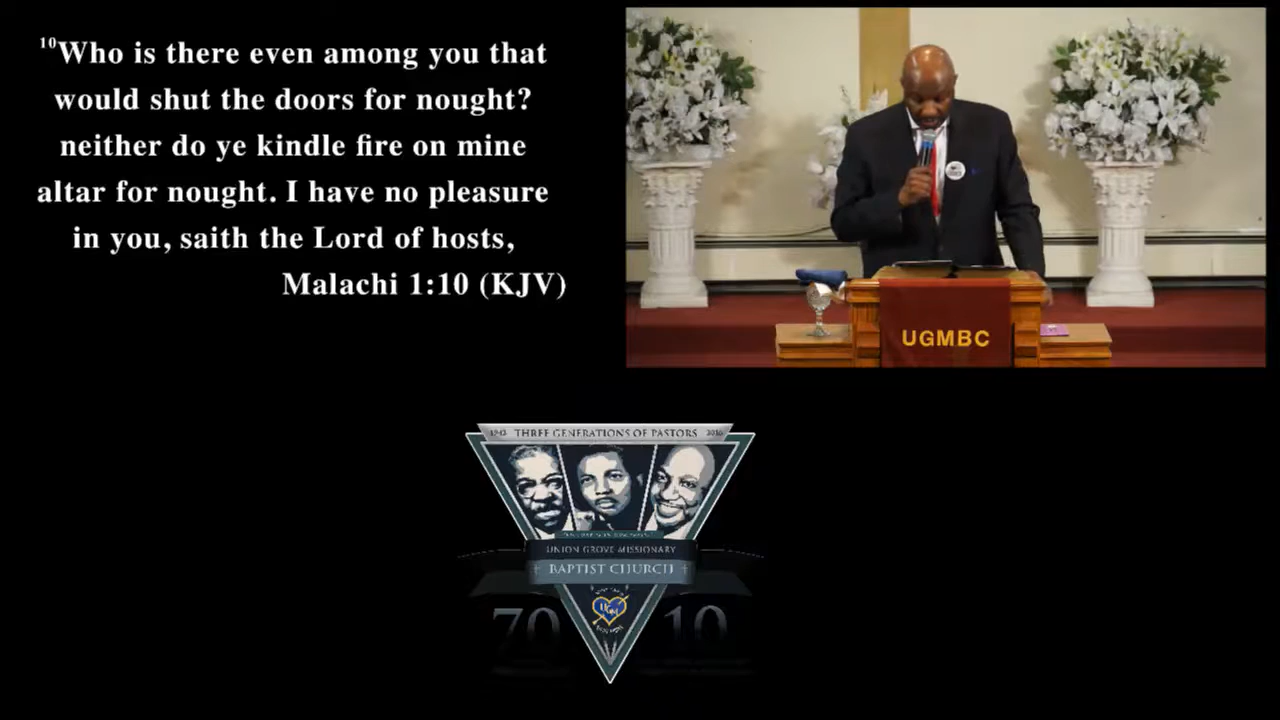 10Who is there even among you that
would shut the doors for nought?
neither do ye kindle fire on mine
altar for nought. I have no pleasure
in you, saith the Lord of hosts,
Malachi 1:10 (KJV)
UGMBC
THREE GENERATIONS OF PASTORS
UNION GROVE MISSIONARY
BAPTIST CHURCH
UGM
70 10